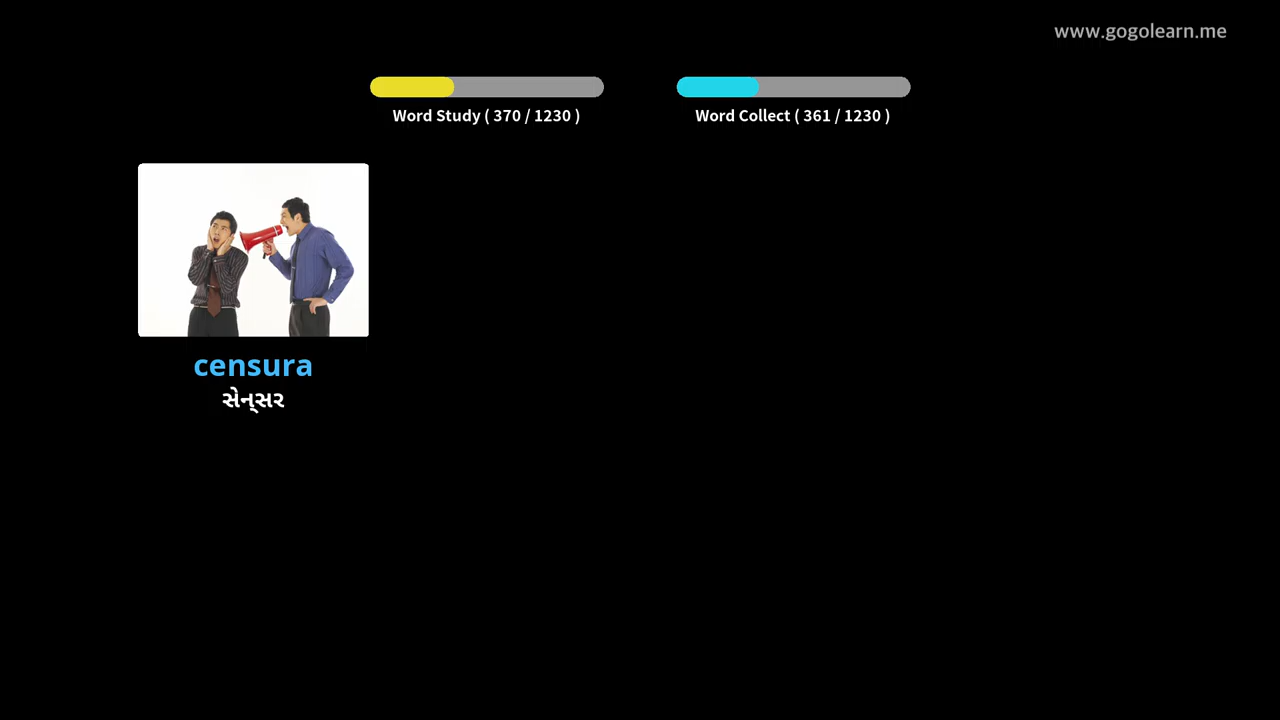 www.gogolearn.me
Word Study ( 370 / 1230 )
Word Collect ( 361 / 1230 )
censura
સેન્સર